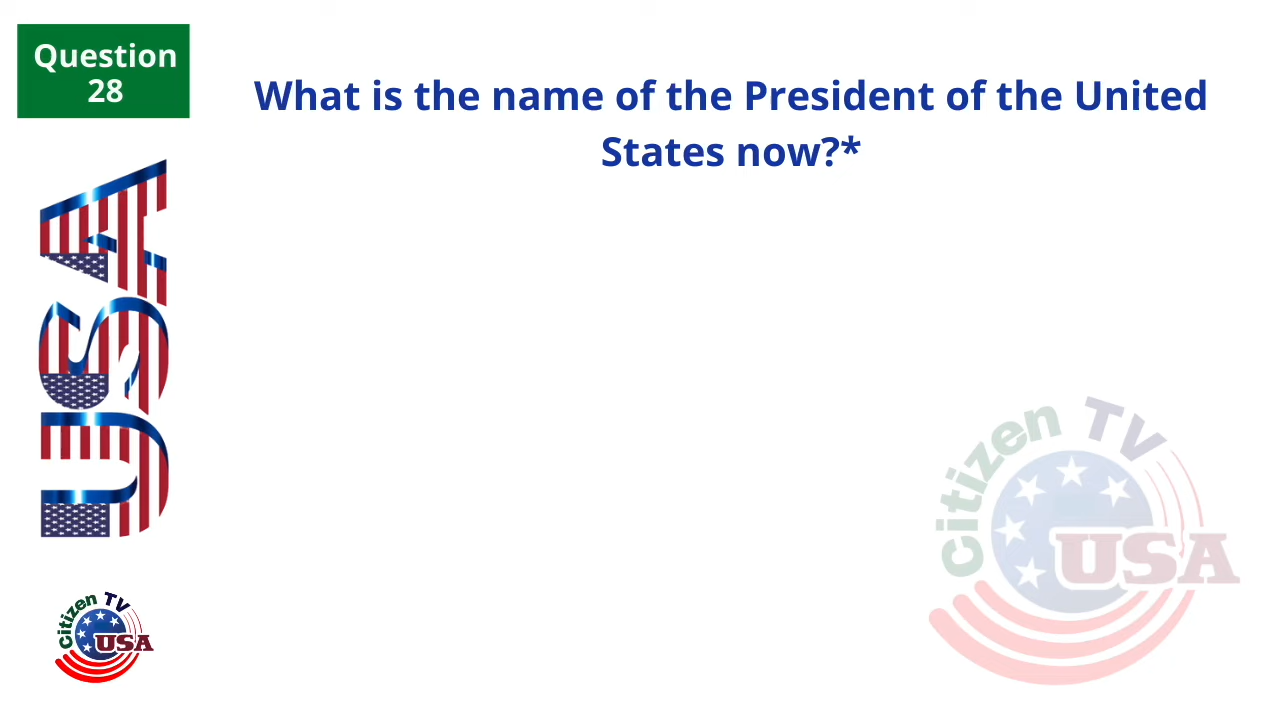 Question
28
What is the name of the President of the United
States now?*
USA
Citizen TV
USA
Citizen TV
USA